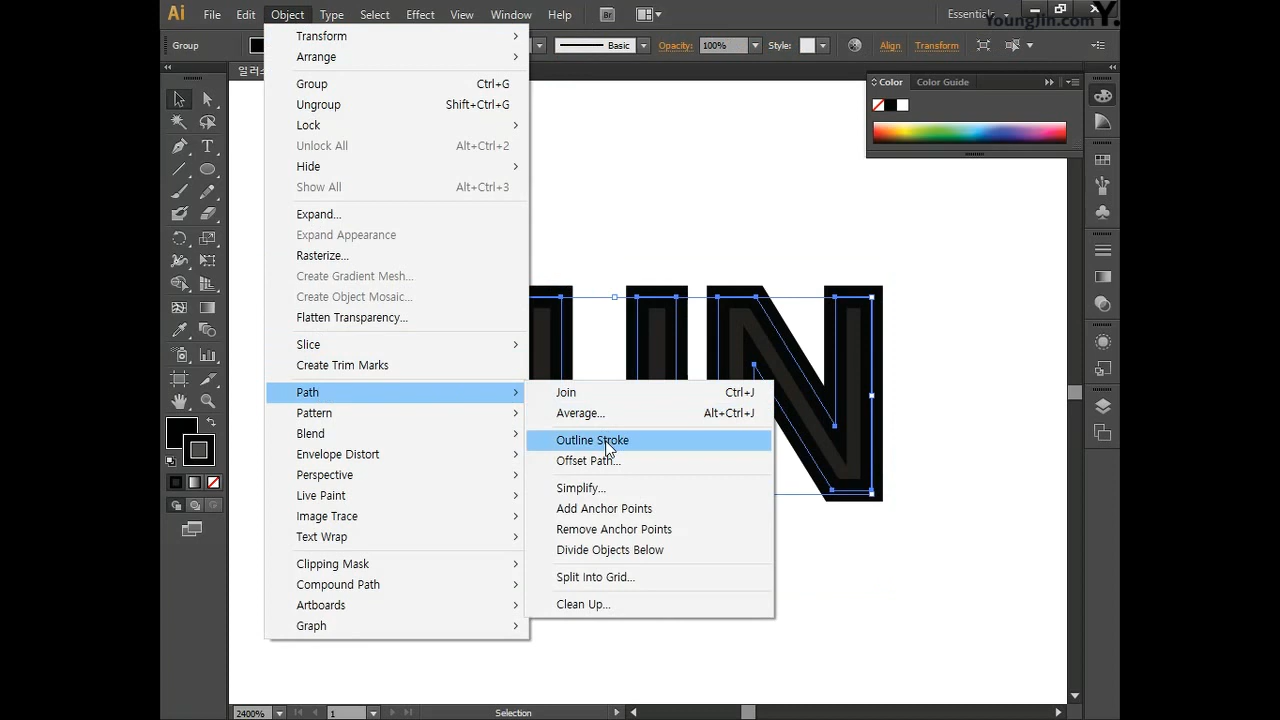 Ai File Edit Object Type Select Effect View Window Help Br Essentials
YoungJin.com Y.
Group Basic Opacity: 100% Style: Align Transform
일러스
Color Color Guide
Transform
Arrange
Group Ctrl+G
Ungroup Shift+Ctrl+G
Lock
Unlock All Alt+Ctrl+2
Hide
Show All Alt+Ctrl+3
Expand...
Expand Appearance
Rasterize...
Create Gradient Mesh...
Create Object Mosaic...
Flatten Transparency...
Slice
Create Trim Marks
Path
Pattern
Blend
Envelope Distort
Perspective
Live Paint
Image Trace
Text Wrap
Clipping Mask
Compound Path
Artboards
Graph
Join Ctrl+J
Average... Alt+Ctrl+J
Outline Stroke
Offset Path...
Simplify...
Add Anchor Points
Remove Anchor Points
Divide Objects Below
Split Into Grid...
Clean Up...
IN
2400% 1 Selection